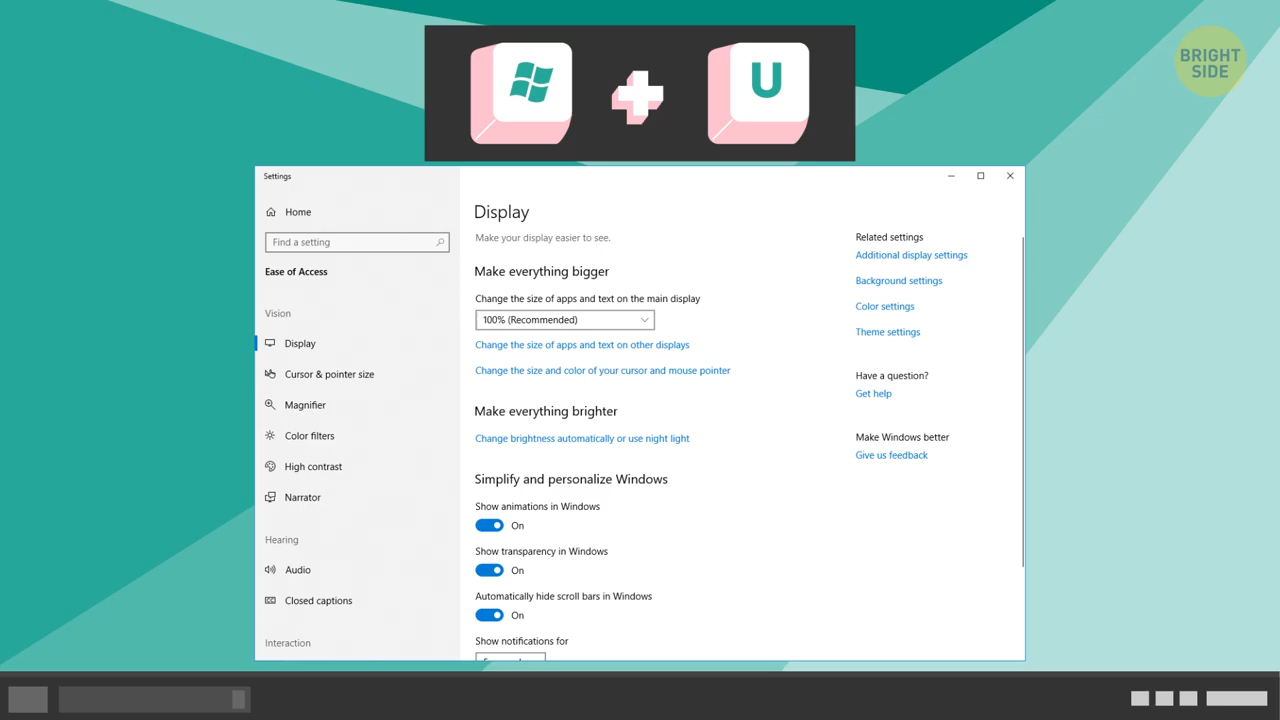 BRIGHT
SIDE
U
Settings
Home
Find a setting
Ease of Access
Vision
Display
Cursor & pointer size
Magnifier
Color filters
High contrast
Narrator
Hearing
Audio
Closed captions
Interaction
Display
Make your display easier to see.
Make everything bigger
Change the size of apps and text on the main display
100% (Recommended)
Change the size of apps and text on other displays
Change the size and color of your cursor and mouse pointer
Make everything brighter
Change brightness automatically or use night light
Simplify and personalize Windows
Show animations in Windows
On
Show transparency in Windows
On
Automatically hide scroll bars in Windows
On
Show notifications for
Related settings
Additional display settings
Background settings
Color settings
Theme settings
Have a question?
Get help
Make Windows better
Give us feedback